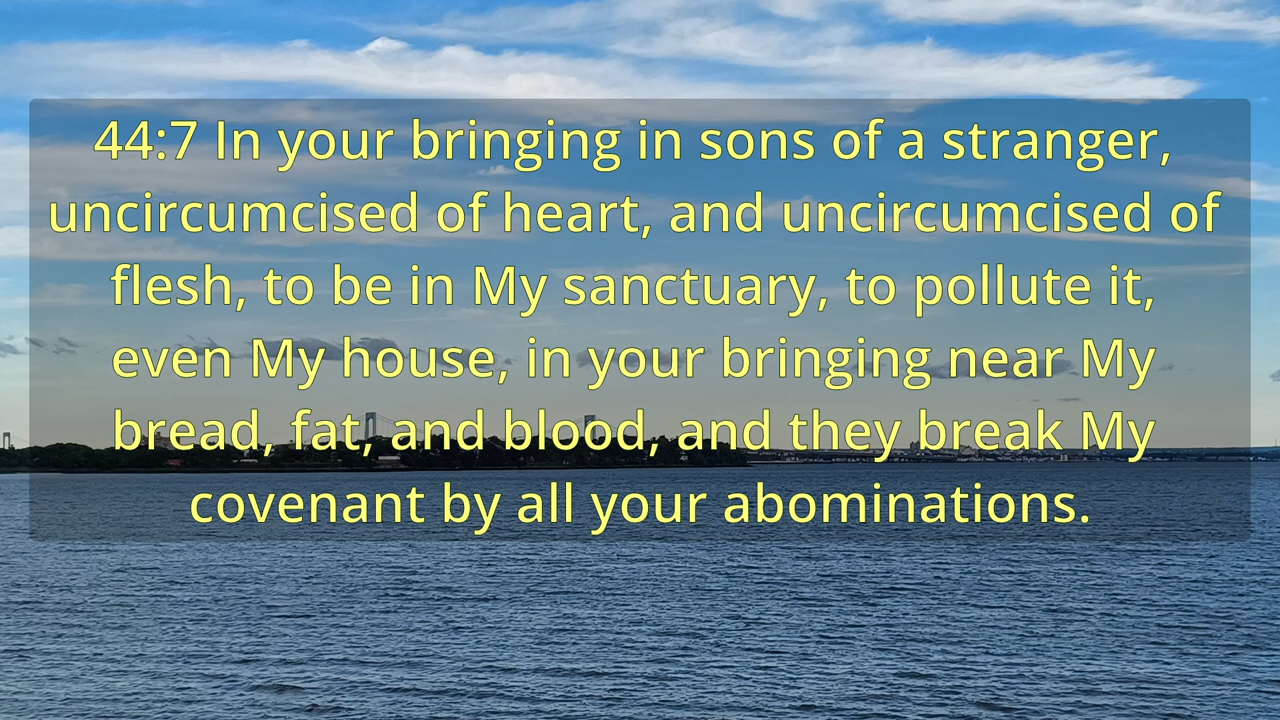 44:7 In your bringing in sons of a stranger,
uncircumcised of heart, and uncircumcised of
flesh, to be in My sanctuary, to pollute it,
even My house, in your bringing near My
bread, fat, and blood, and they break My
covenant by all your abominations.